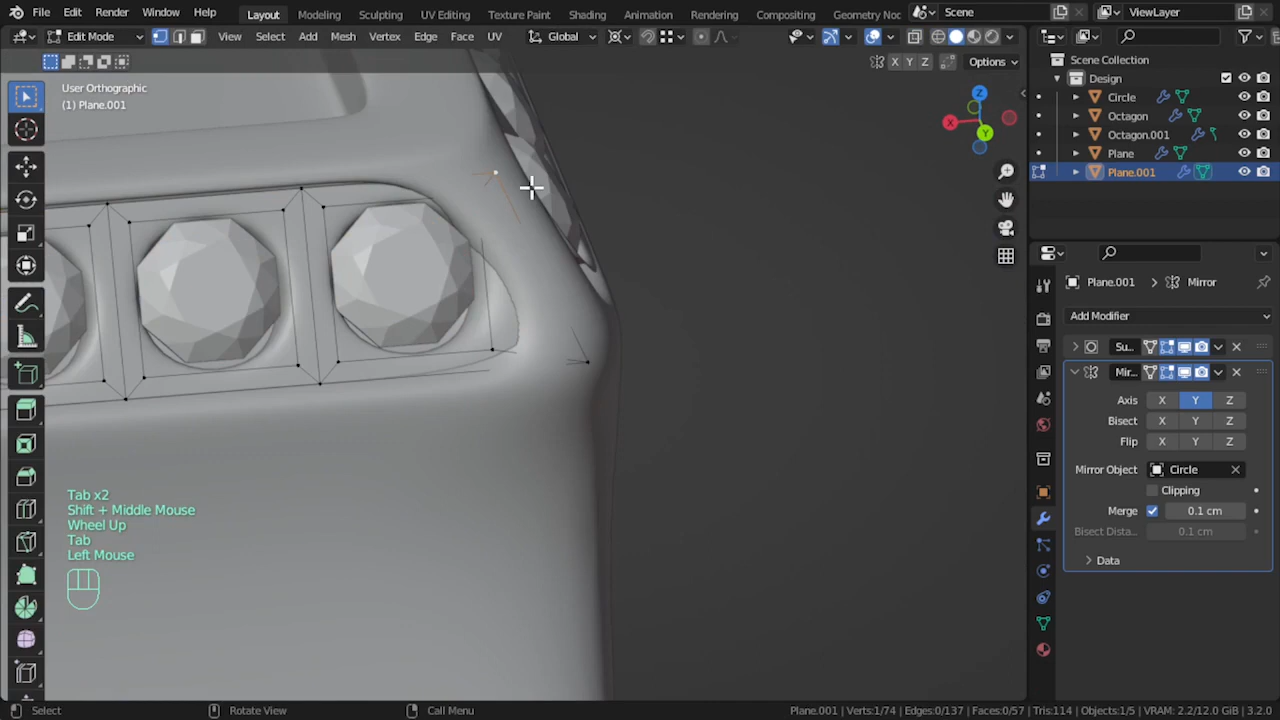 File Edit Render Window Help Layout Modeling Sculpting UV Editing Texture Paint Shading Animation Rendering Compositing Geometry Noc Scene ViewLayer
Edit Mode View Select Add Mesh Vertex Edge Face UV Global
X Y Z Options
User Orthographic
(1) Plane.001
Z
X
Y
Scene Collection
Design
Circle
Octagon
Octagon.001
Plane
Plane.001
Plane.001 Mirror
Add Modifier
Su...
Mir...
Axis X Y Z
Bisect X Y Z
Flip X Y Z
Mirror Object Circle
Clipping
Merge 0.1 cm
Bisect Dista... 0.1 cm
Data
Tab x2
Shift + Middle Mouse
Wheel Up
Tab
Left Mouse
Select Rotate View Call Menu Plane.001 | Verts:1/74 | Edges:0/137 | Faces:0/57 | Tris:114 | Objects:1/5 | VRAM: 2.2/12.0 GiB | 3.2.0